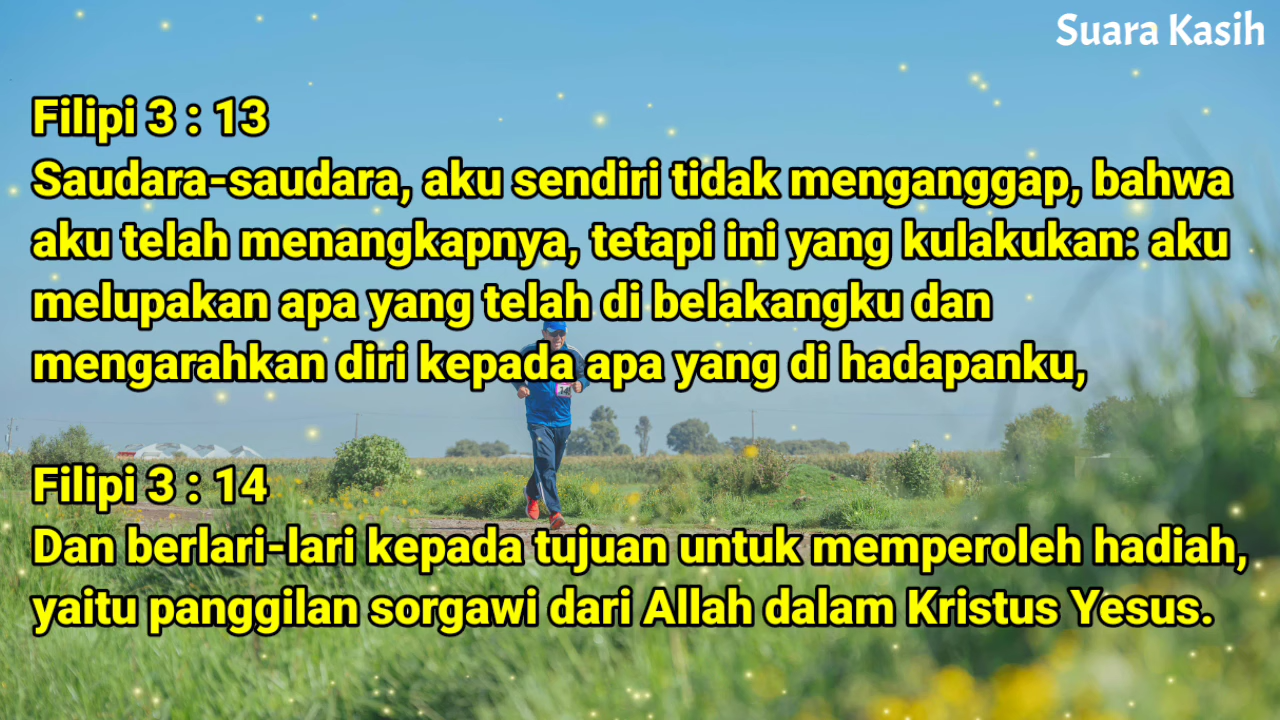 Suara Kasih
Filipi 3 : 13
Saudara-saudara, aku sendiri tidak menganggap, bahwa
aku telah menangkapnya, tetapi ini yang kulakukan: aku
melupakan apa yang telah di belakangku dan
mengarahkan diri kepada apa yang di hadapanku,
Filipi 3 : 14
Dan berlari-lari kepada tujuan untuk memperoleh hadiah,
yaitu panggilan sorgawi dari Allah dalam Kristus Yesus.